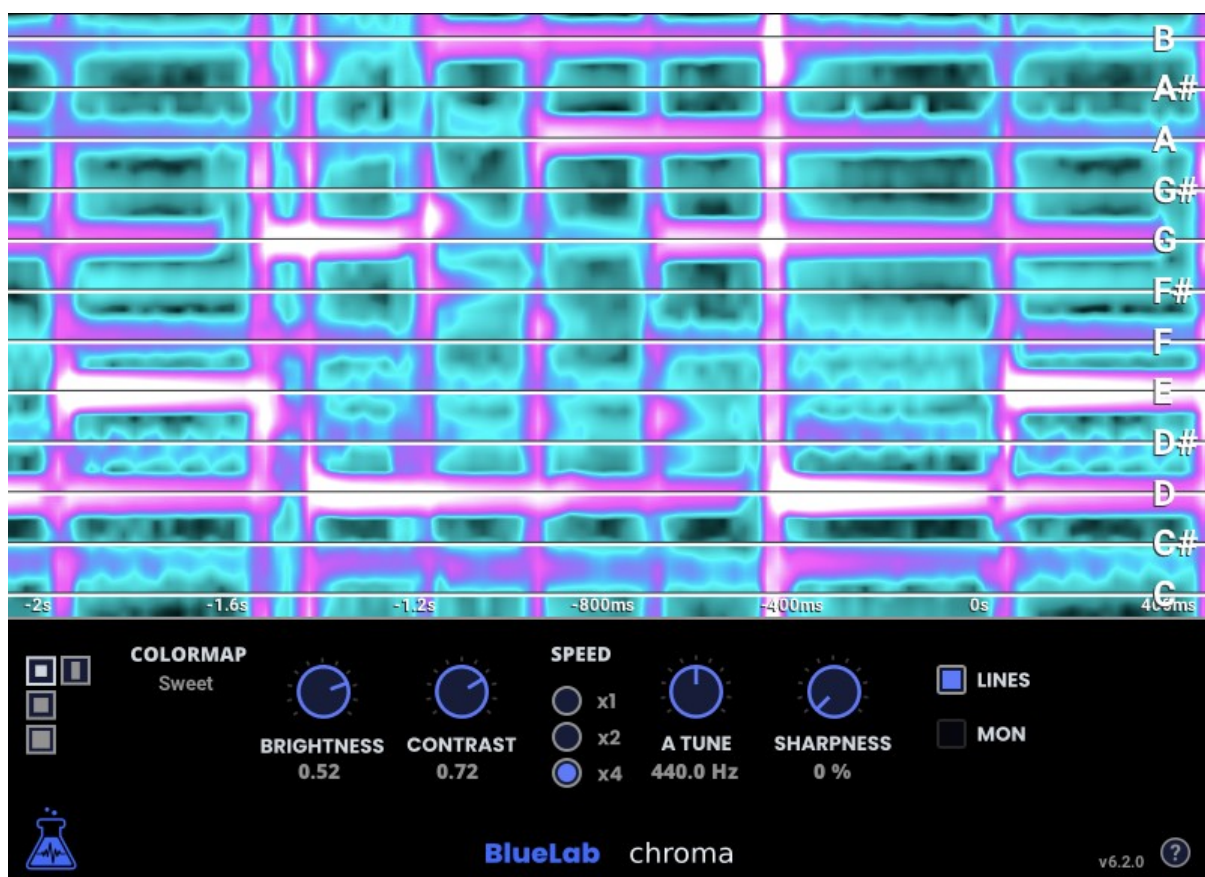 B
A#
A
G#
G
F#
F
E
D#
D
C#
C
-2s -1.6s -1.2s -800ms -400ms 0s 405ms
COLORMAP
Sweet
BRIGHTNESS
0.52
CONTRAST
0.72
SPEED
x1
x2
x4
A TUNE
440.0 Hz
SHARPNESS
0 %
LINES
MON
BlueLab chroma
v6.2.0
?